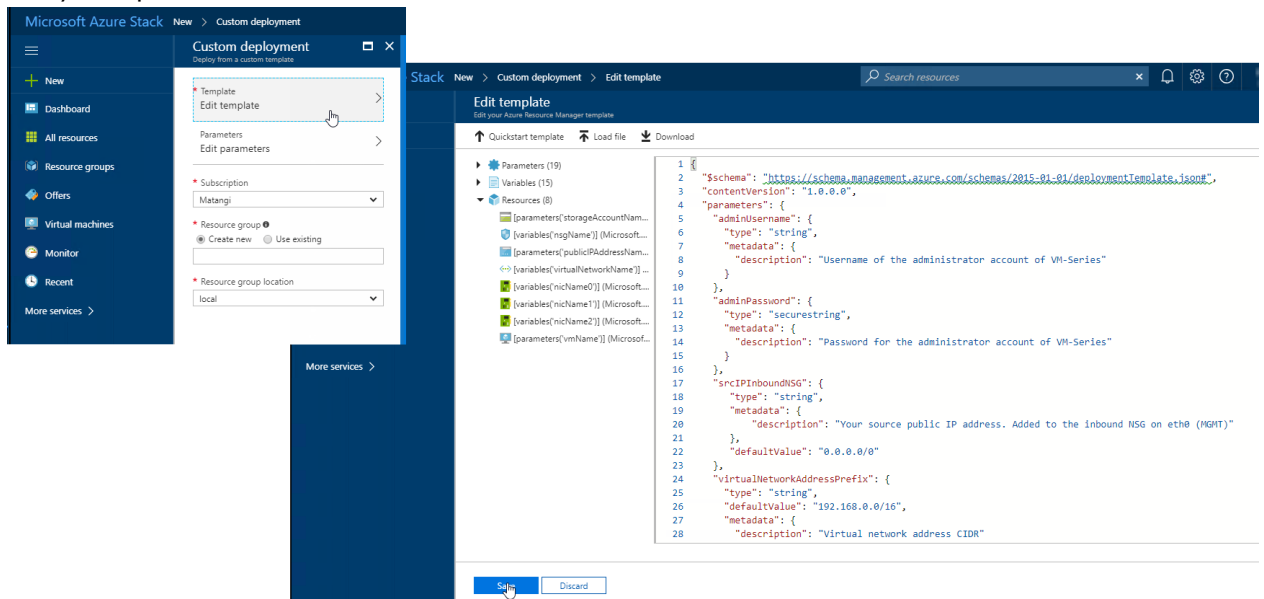 Microsoft Azure Stack New > Custom deployment
Custom deployment
Deploy from a custom template
New
Dashboard
All resources
Resource groups
Offers
Virtual machines
Monitor
Recent
More services >
* Template
Edit template
Parameters
Edit parameters
* Subscription
Matangi
* Resource group
Create new Use existing
* Resource group location
local
Stack New > Custom deployment > Edit template
Search resources
Edit template
Edit your Azure Resource Manager template
Quickstart template Load file Download
Parameters (19)
Variables (15)
Resources (8)
[parameters('storageAccountNam...
[variables('nsgName')] (Microsoft....
[parameters('publicIPAddressNam...
[variables('virtualNetworkName')] ...
[variables('nicName0')] (Microsoft....
[variables('nicName1')] (Microsoft....
[variables('nicName2')] (Microsoft....
[parameters('vmName')] (Microsof...
1 {
2 "$schema": "https://schema.management.azure.com/schemas/2015-01-01/deploymentTemplate.json#",
3 "contentVersion": "1.0.0.0",
4 "parameters": {
5 "adminUsername": {
6 "type": "string",
7 "metadata": {
8 "description": "Username of the administrator account of VM-Series"
9 }
10 },
11 "adminPassword": {
12 "type": "securestring",
13 "metadata": {
14 "description": "Password for the administrator account of VM-Series"
15 }
16 },
17 "srcIPInboundNSG": {
18 "type": "string",
19 "metadata": {
20 "description": "Your source public IP address. Added to the inbound NSG on eth0 (MGMT)"
21 },
22 "defaultValue": "0.0.0.0/0"
23 },
24 "virtualNetworkAddressPrefix": {
25 "type": "string",
26 "defaultValue": "192.168.0.0/16",
27 "metadata": {
28 "description": "Virtual network address CIDR"
More services >
Save Discard